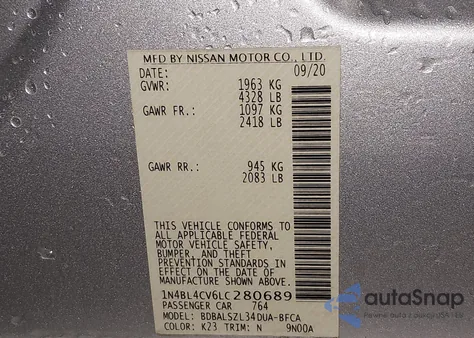 MFD BY NISSAN MOTOR CO., LTD.
DATE: 09/20
GVWR: 1963 KG
4328 LB
GAWR FR.: 1097 KG
2418 LB
GAWR RR.: 945 KG
2083 LB
THIS VEHICLE CONFORMS TO
ALL APPLICABLE FEDERAL
MOTOR VEHICLE SAFETY,
BUMPER, AND THEFT
PREVENTION STANDARDS IN
EFFECT ON THE DATE OF
MANUFACTURE SHOWN ABOVE.
1N4BL4CV6LC280689
PASSENGER CAR 764
MODEL: BDBALSZL34DUA-BFCA
COLOR: K23 TRIM: N 9N00A
autoSnap